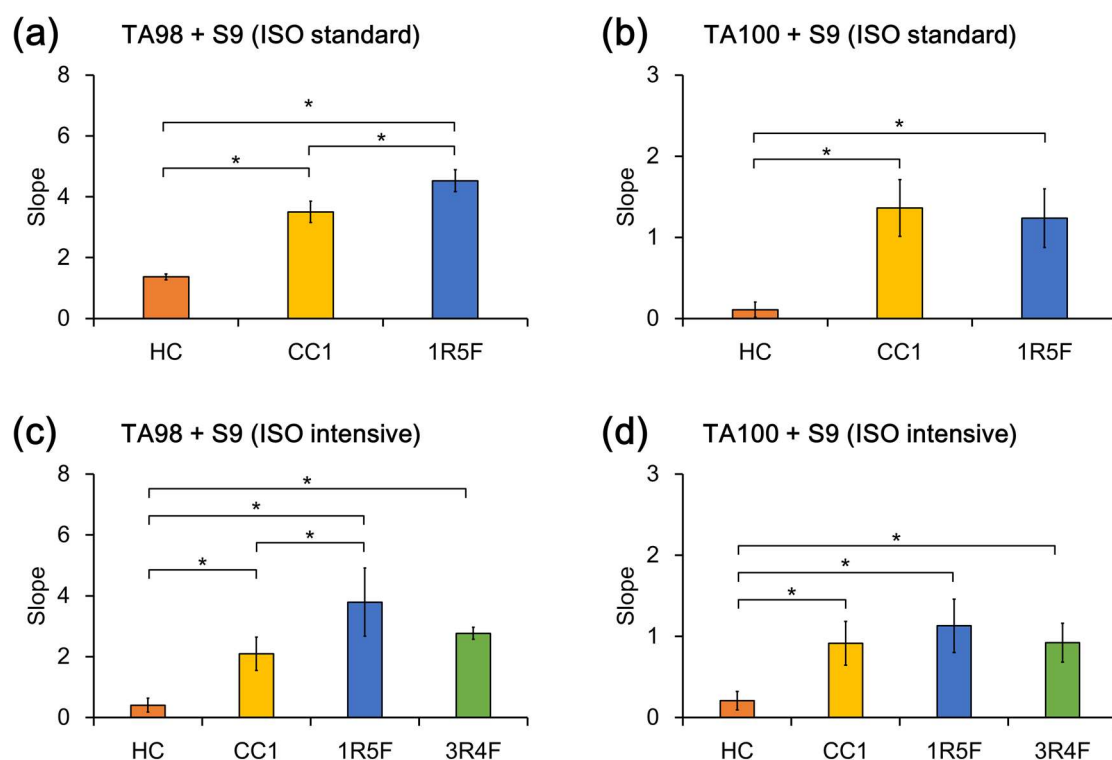 (a) TA98 + S9 (ISO standard)
8
6
4
2
0
Slope
*
*
*
HC CC1 1R5F
(b) TA100 + S9 (ISO standard)
3
2
1
0
Slope
*
*
HC CC1 1R5F
(c) TA98 + S9 (ISO intensive)
8
6
4
2
0
Slope
*
*
*
*
HC CC1 1R5F 3R4F
(d) TA100 + S9 (ISO intensive)
3
2
1
0
Slope
*
*
*
HC CC1 1R5F 3R4F